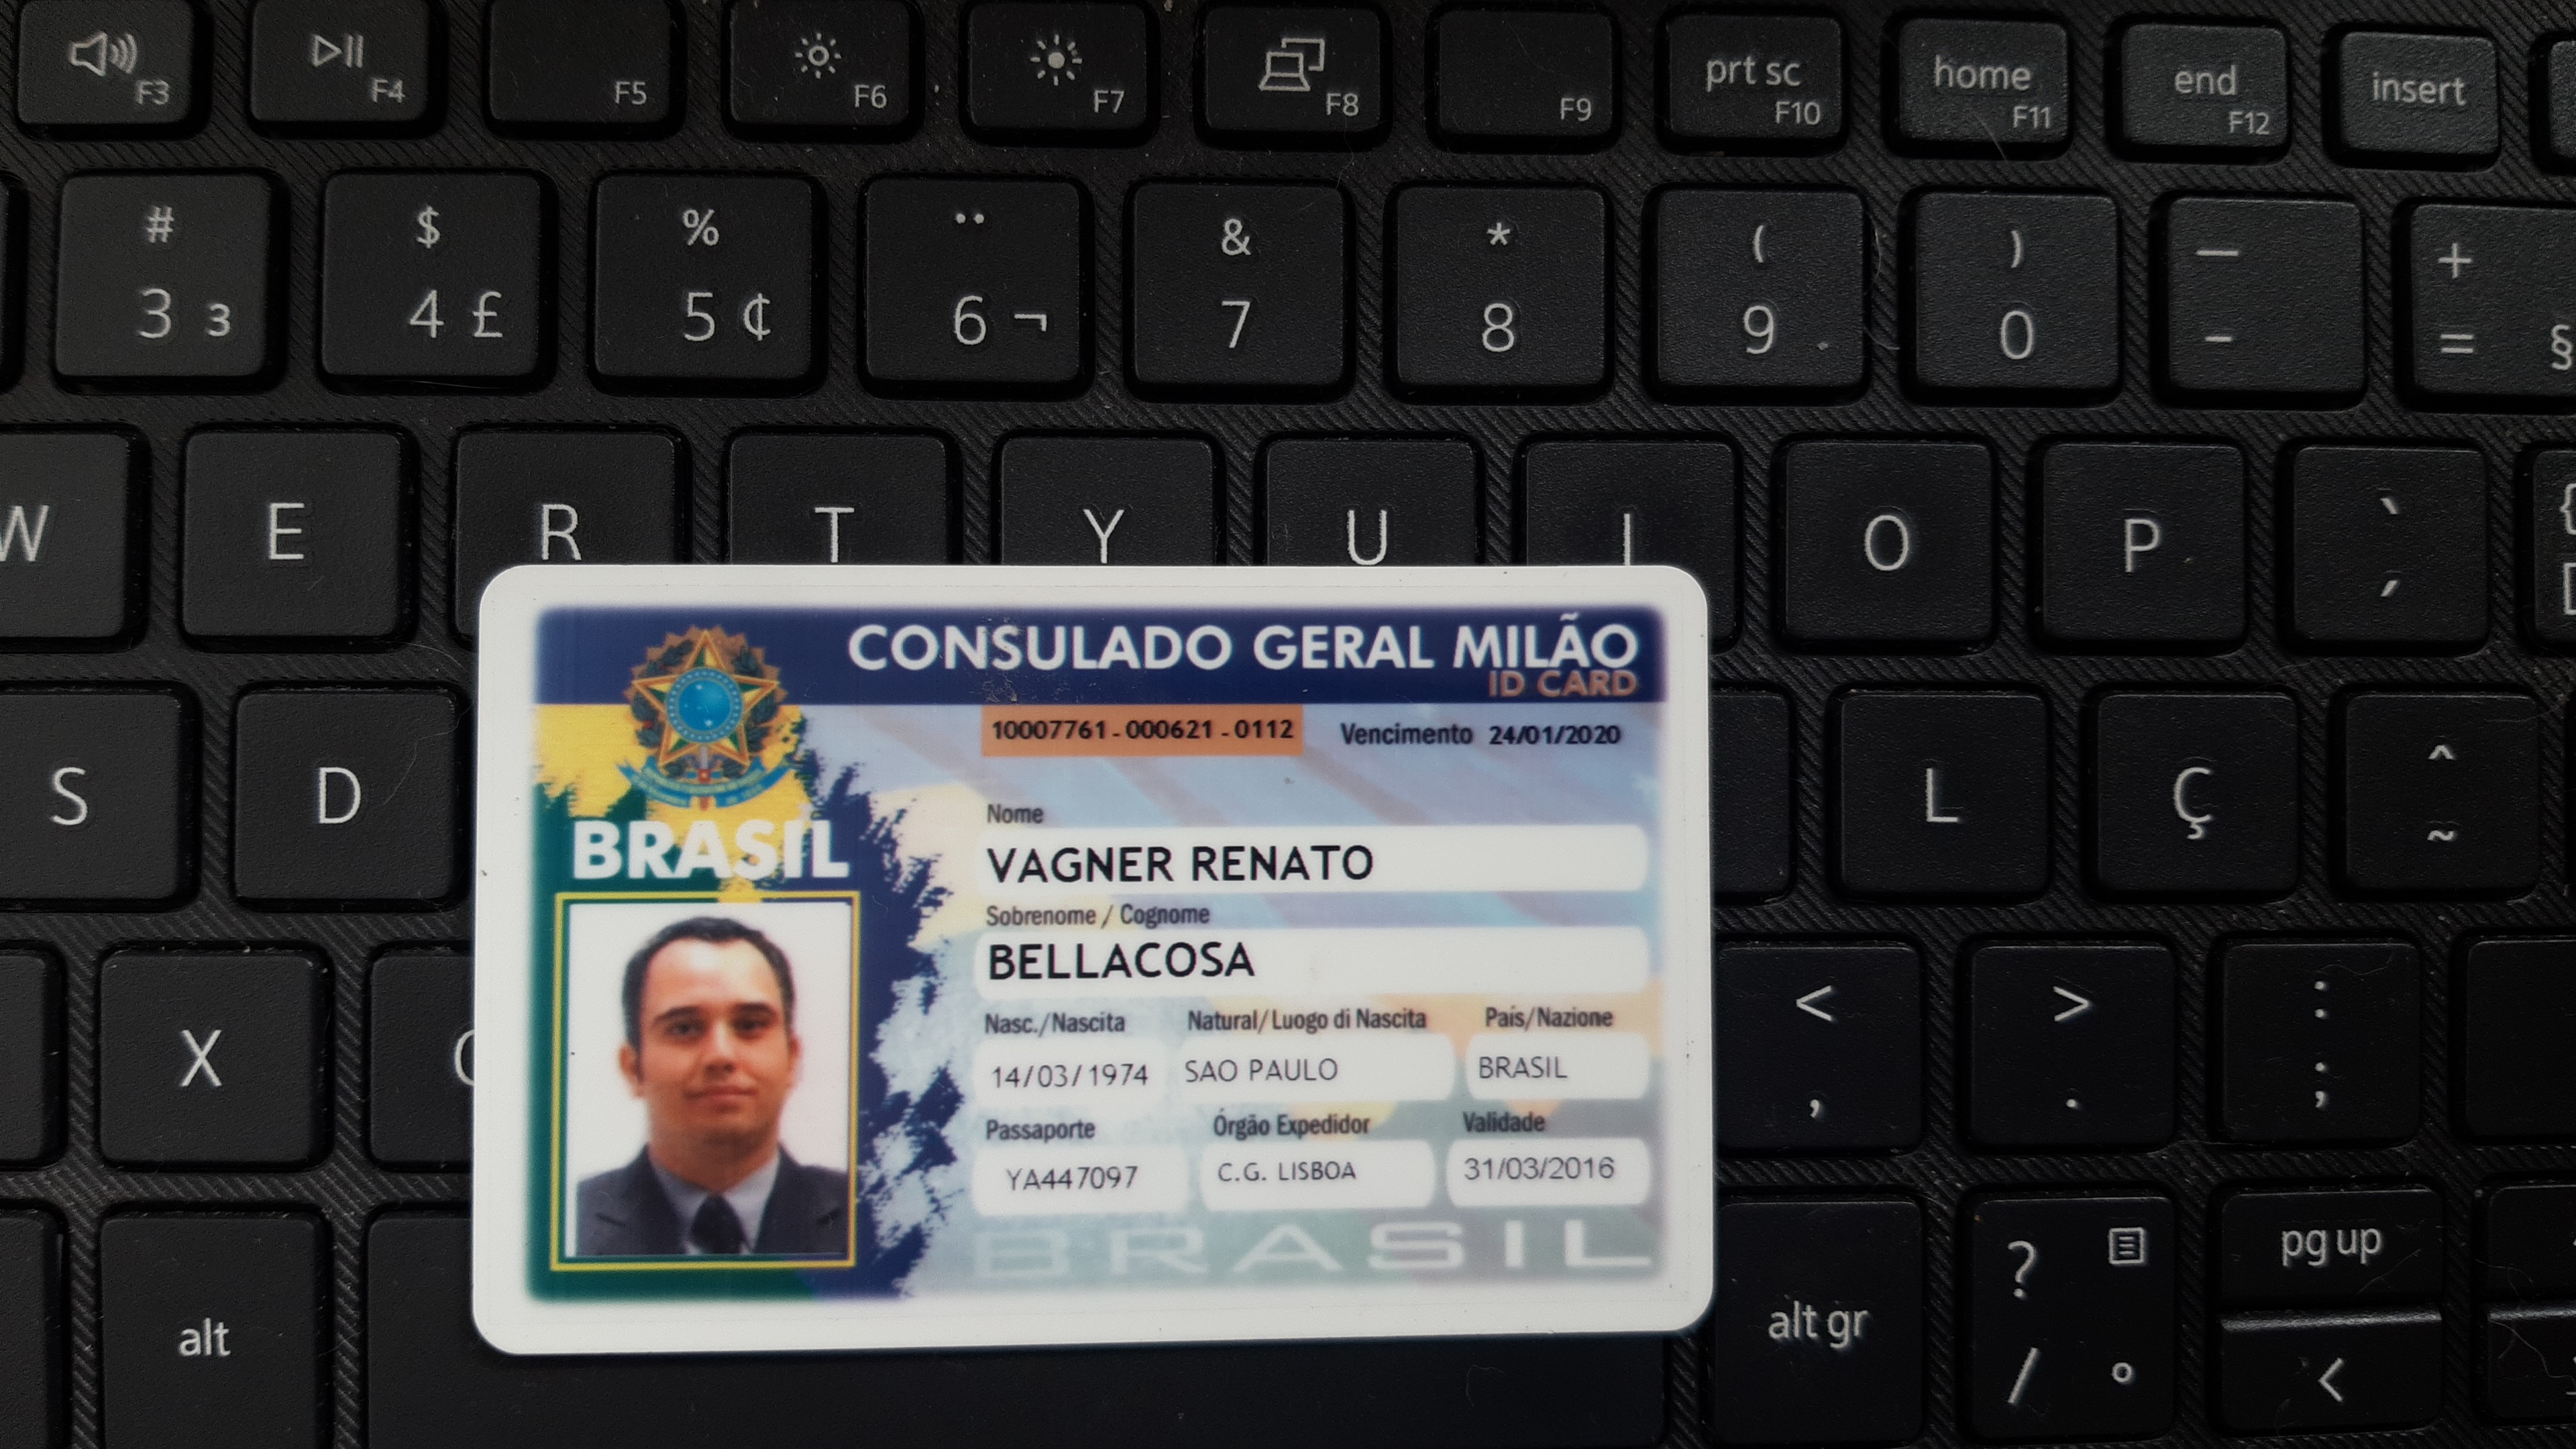 F3 F4 F5 F6 F7 F8 F9 prt sc F10 home F11 end F12 insert
# $ % ¨ & * ( ) — +
3 3 4 £ 5 ¢ 6 ¬ 7 8 9 0 - = §
W E R T Y U I O P ` ´ { [
CONSULADO GERAL MILÃO
ID CARD
10007761 - 000621 - 0112 Vencimento 24/01/2020
S D L Ç ^ ~
BRASIL
Nome
VAGNER RENATO
Sobrenome / Cognome
BELLACOSA
Nasc./Nascita Natural/Luogo di Nascita País/Nazione
14/03/1974 SAO PAULO BRASIL
Passaporte Órgão Expedidor Validade
YA447097 C.G. LISBOA 31/03/2016
BRASIL
X < , > . : ;
alt alt gr ? / ° pg up <